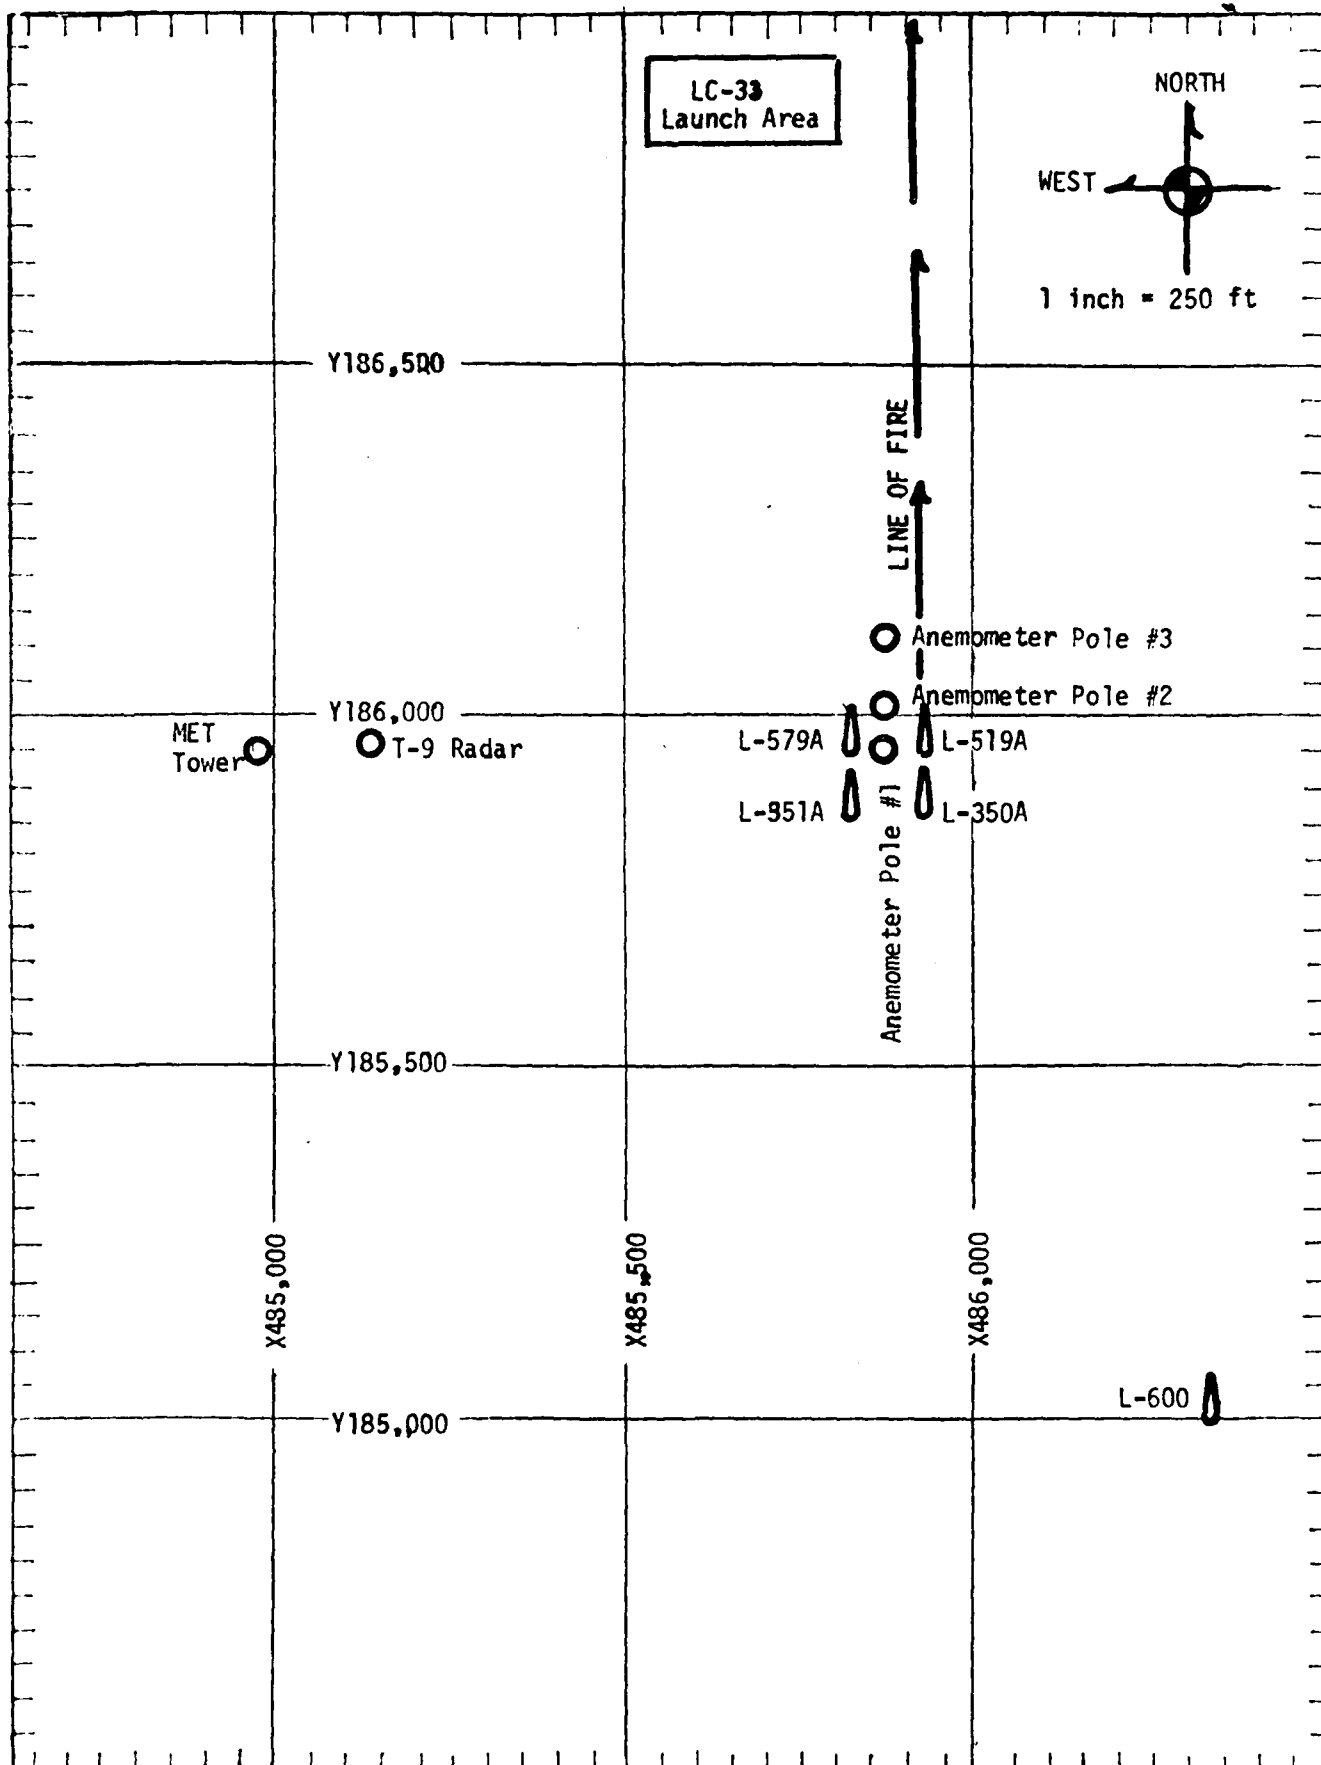 LC-33
Launch Area
NORTH
WEST
1 inch = 250 ft
Y186,500
LINE OF FIRE
Anemometer Pole #3
Anemometer Pole #2
Y186,000
MET
Tower
T-9 Radar
L-579A
L-519A
L-351A
L-350A
Anemometer Pole #1
Y185,500
X485,000
X485,500
X486,000
L-600
Y185,000